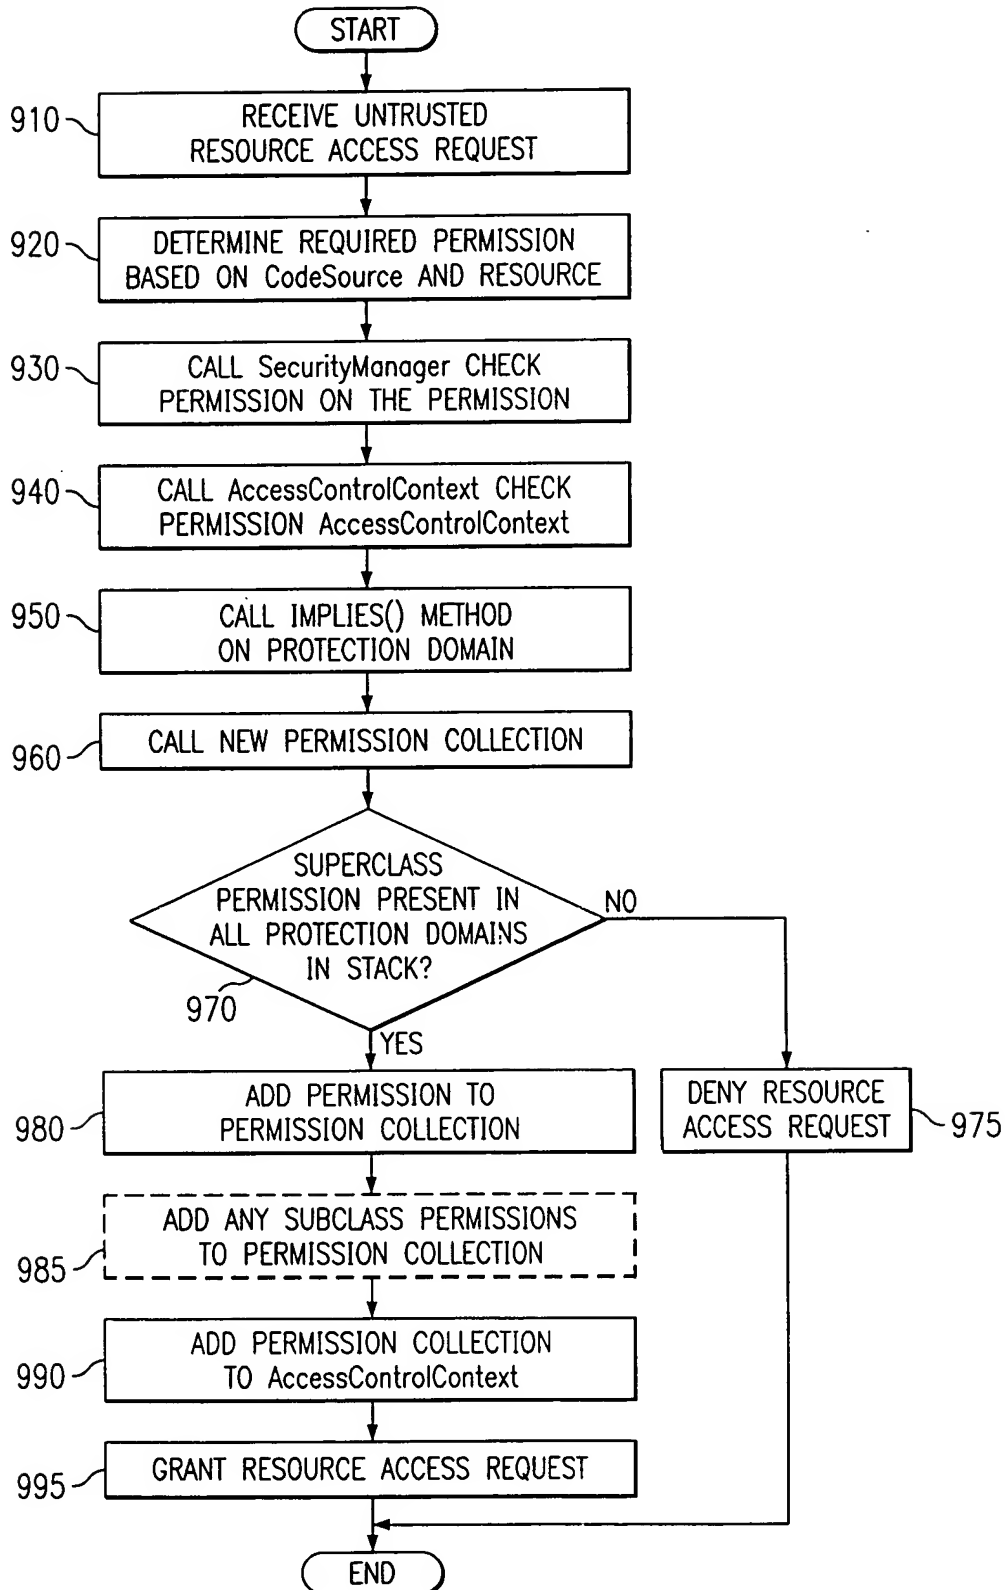 START
910
RECEIVE UNTRUSTED
RESOURCE ACCESS REQUEST
920
DETERMINE REQUIRED PERMISSION
BASED ON CodeSource AND RESOURCE
930
CALL SecurityManager CHECK
PERMISSION ON THE PERMISSION
940
CALL AccessControlContext CHECK
PERMISSION AccessControlContext
950
CALL IMPLIES() METHOD
ON PROTECTION DOMAIN
960
CALL NEW PERMISSION COLLECTION
SUPERCLASS
PERMISSION PRESENT IN
ALL PROTECTION DOMAINS
IN STACK?
NO
970
YES
980
ADD PERMISSION TO
PERMISSION COLLECTION
DENY RESOURCE
ACCESS REQUEST
975
985
ADD ANY SUBCLASS PERMISSIONS
TO PERMISSION COLLECTION
990
ADD PERMISSION COLLECTION
TO AccessControlContext
995
GRANT RESOURCE ACCESS REQUEST
END